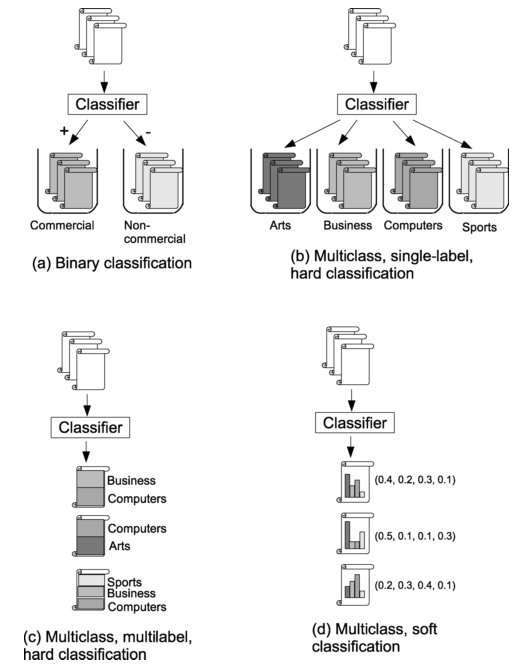 Classifier
+
-
Commercial
Non-
commercial
(a) Binary classification
Classifier
Arts
Business
Computers
Sports
(b) Multiclass, single-label,
hard classification
Classifier
Business
Computers
Computers
Arts
Sports
Business
Computers
(c) Multiclass, multilabel,
hard classification
Classifier
(0.4, 0.2, 0.3, 0.1)
(0.5, 0.1, 0.1, 0.3)
(0.2, 0.3, 0.4, 0.1)
(d) Multiclass, soft
classification